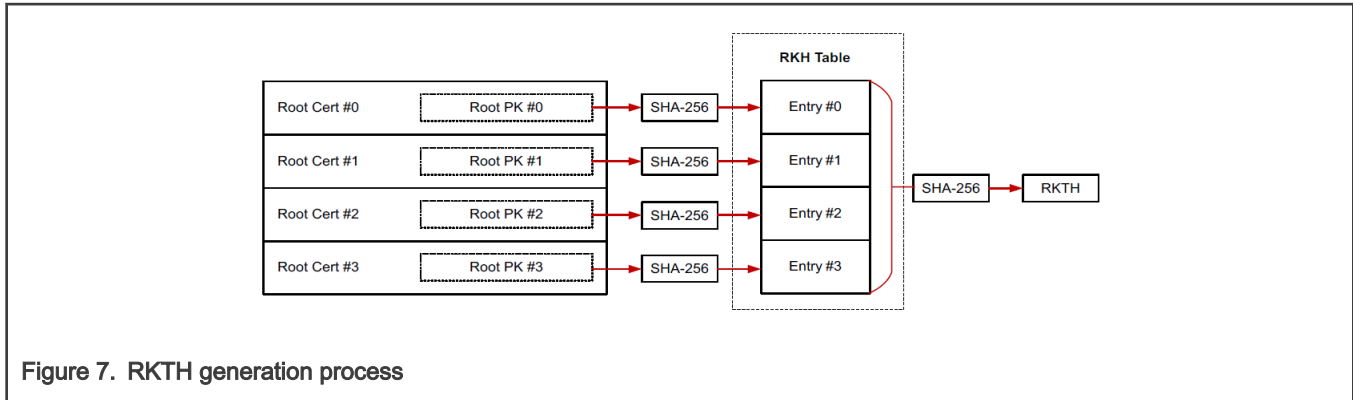 RKH Table
Root Cert #0 Root PK #0 SHA-256 Entry #0
Root Cert #1 Root PK #1 SHA-256 Entry #1
SHA-256 RKTH
Root Cert #2 Root PK #2 SHA-256 Entry #2
Root Cert #3 Root PK #3 SHA-256 Entry #3
Figure 7. RKTH generation process